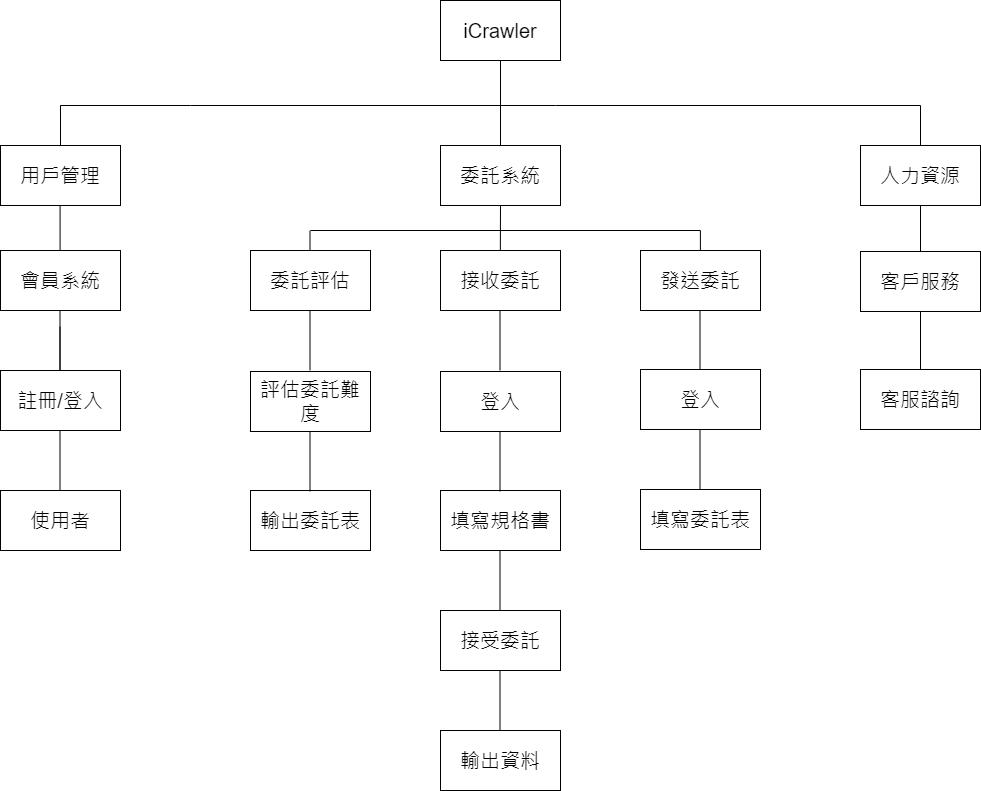 iCrawler
用戶管理
委託系統
人力資源
會員系統
委託評估
接收委託
發送委託
客戶服務
註冊/登入
評估委託難
度
登入
登入
客服諮詢
使用者
輸出委託表
填寫規格書
填寫委託表
接受委託
輸出資料